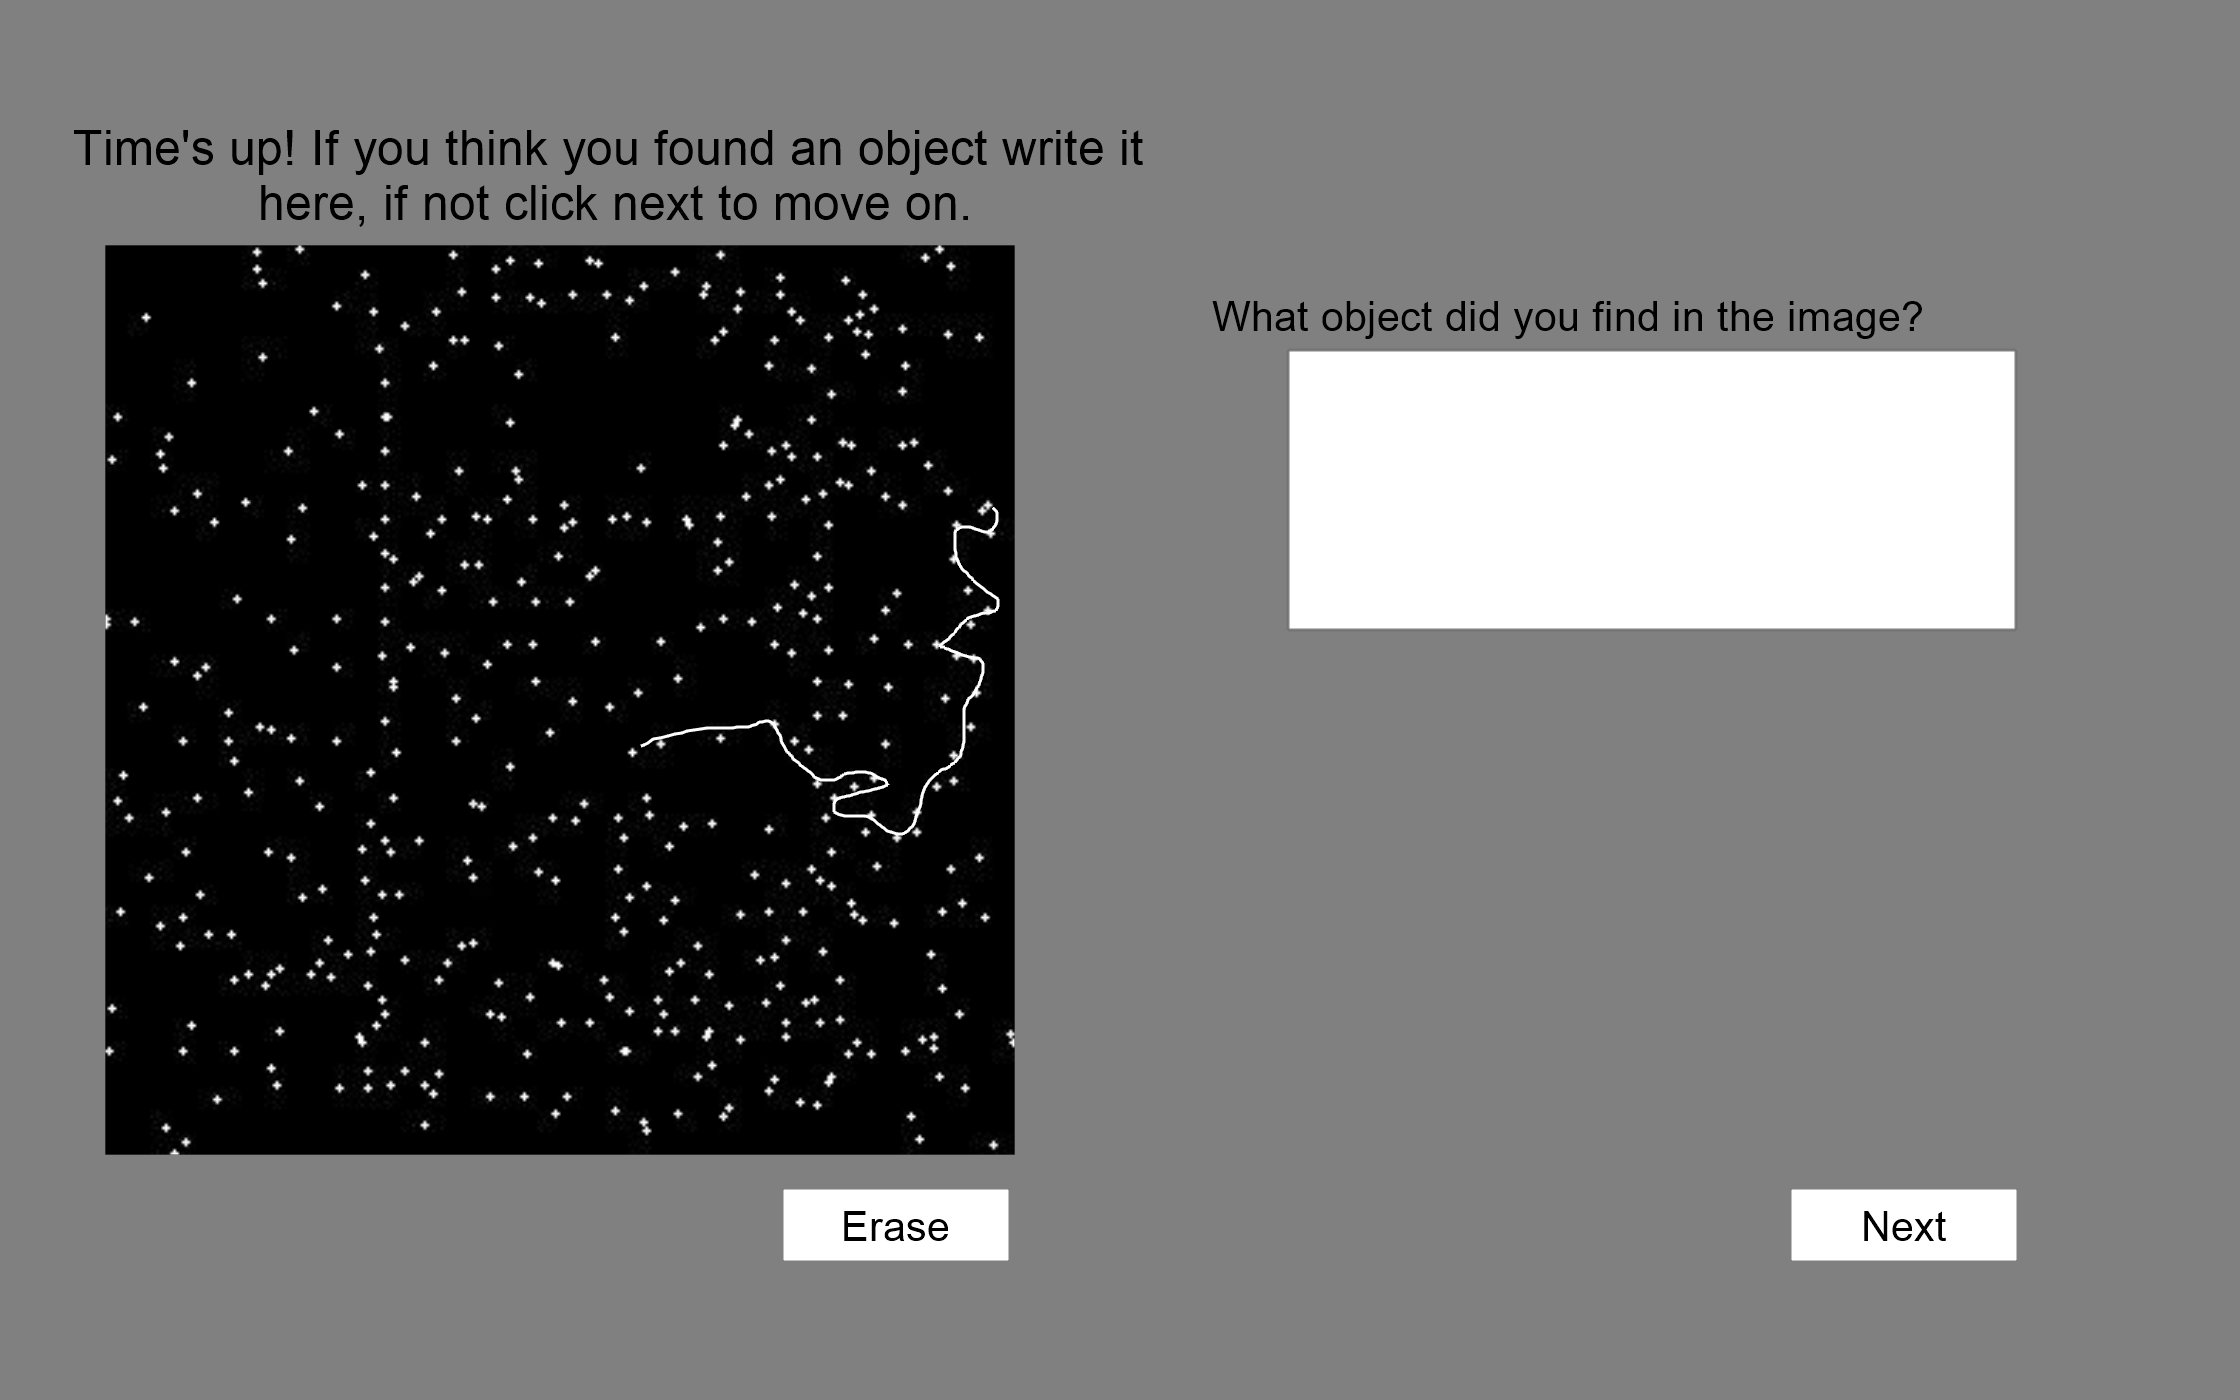 Time's up! If you think you found an object write it
here, if not click next to move on.
What object did you find in the image?
Erase
Next